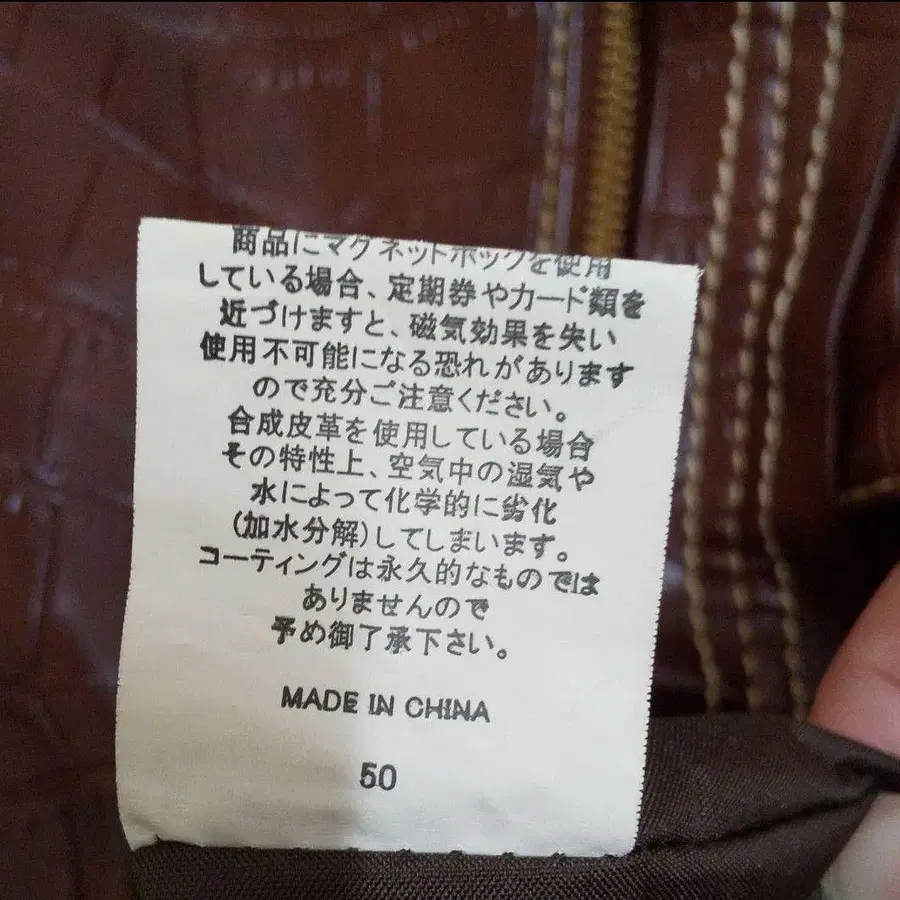 商品にマグネットホックを使用
している場合、定期券やカード類を
近づけますと、磁気効果を失い
使用不可能になる恐れがあります
ので充分ご注意ください。
合成皮革を使用している場合
その特性上、空気中の湿気や
水によって化学的に劣化
(加水分解)してしまいます。
コーティングは永久的なものでは
ありませんので
予め御了承下さい。
MADE IN CHINA
50